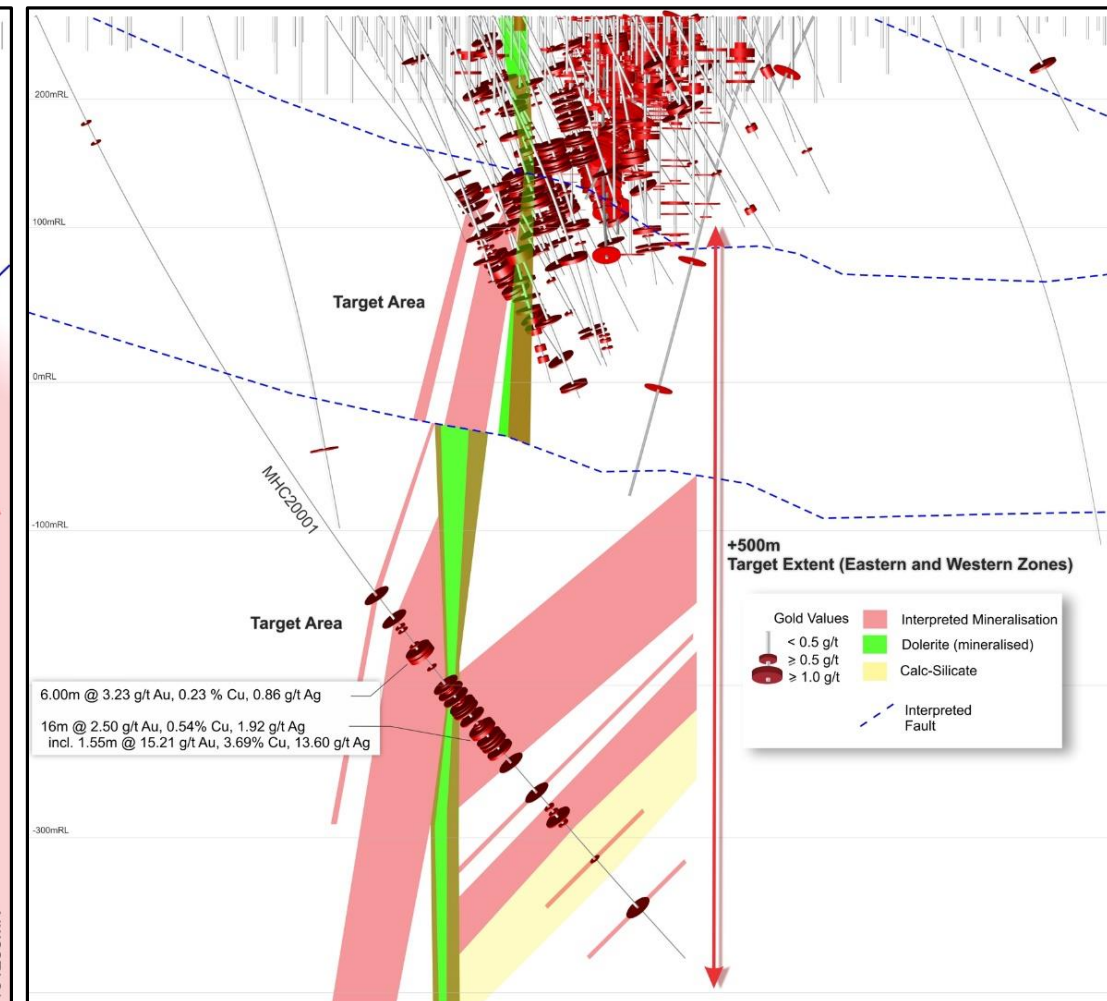 200mRL
100mRL
Target Area
0mRL
MHC20001
-100mRL
+500m
Target Extent (Eastern and Western Zones)
Target Area
Gold Values
< 0.5 g/t
≥ 0.5 g/t
≥ 1.0 g/t
Interpreted Mineralisation
Dolerite (mineralised)
Calc-Silicate
Interpreted
Fault
6.00m @ 3.23 g/t Au, 0.23 % Cu, 0.86 g/t Ag
16m @ 2.50 g/t Au, 0.54% Cu, 1.92 g/t Ag
incl. 1.55m @ 15.21 g/t Au, 3.69% Cu, 13.60 g/t Ag
-300mRL